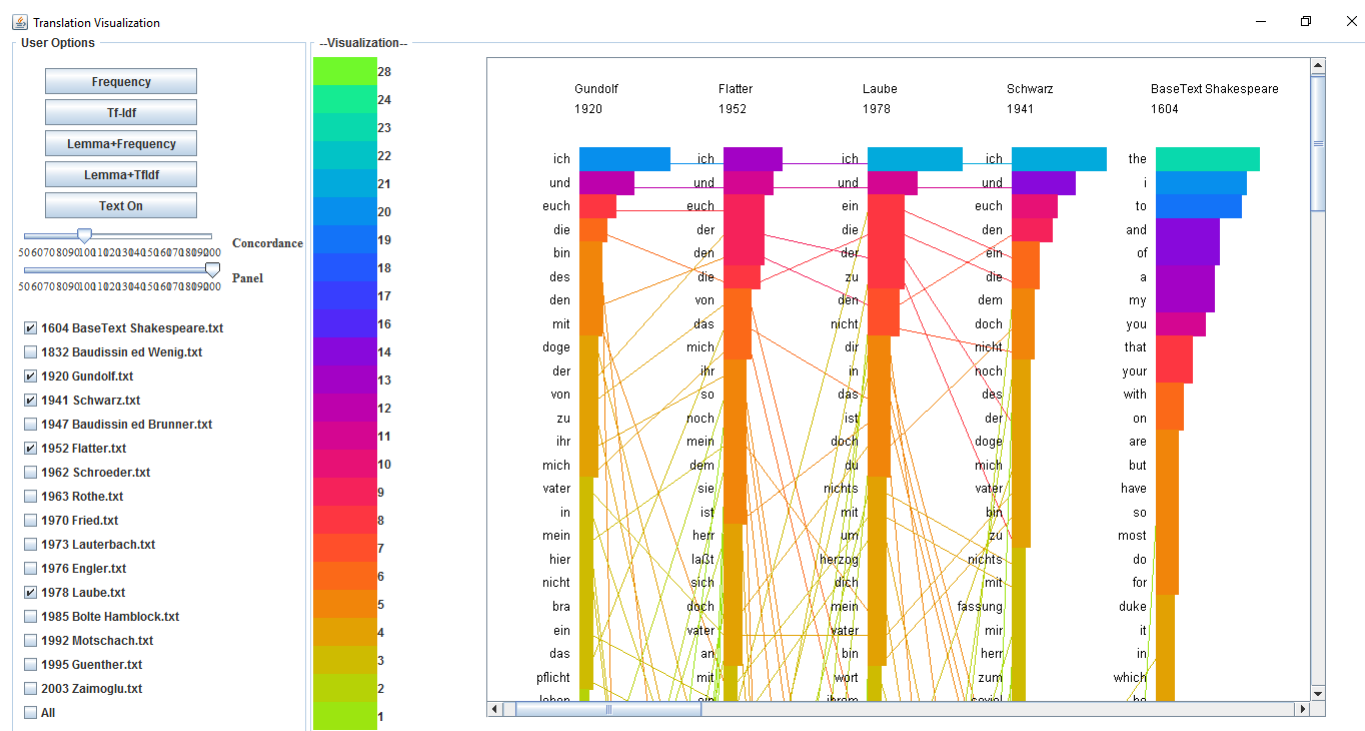 Translation Visualization
User Options
Frequency
Tf-Idf
Lemma+Frequency
Lemma+TfIdf
Text On
Concordance
Panel
1604 BaseText Shakespeare.txt
1832 Baudissin ed Wenig.txt
1920 Gundolf.txt
1941 Schwarz.txt
1947 Baudissin ed Brunner.txt
1952 Flatter.txt
1962 Schroeder.txt
1963 Rothe.txt
1970 Fried.txt
1973 Lauterbach.txt
1976 Engler.txt
1978 Laube.txt
1985 Bolte Hamblock.txt
1992 Motschach.txt
1995 Guenther.txt
2003 Zaimoglu.txt
All
--Visualization--
28
24
23
22
21
20
19
18
17
16
14
13
12
11
10
9
8
7
6
5
4
3
2
1
Gundolf
1920
ich
und
euch
die
bin
des
den
mit
doge
der
von
zu
ihr
mich
vater
in
mein
hier
nicht
bra
ein
das
pflicht
leben
Flatter
1952
ich
und
euch
der
den
die
von
das
mich
ihr
so
noch
mein
dem
sie
ist
herr
laßt
sich
doch
vater
an
mit
ein
Laube
1978
ich
und
ein
die
der
zu
den
nicht
dir
in
das
ist
doch
du
nichts
mit
um
herzog
dich
mein
vater
bin
wort
ihrem
Schwarz
1941
ich
und
euch
den
ein
die
dem
doch
nicht
noch
des
der
doge
mich
vater
bin
zu
nichts
mit
fassung
mir
herr
zum
soviel
BaseText Shakespeare
1604
the
i
to
and
of
a
my
you
that
your
with
on
are
but
have
so
most
do
for
duke
it
in
which
he